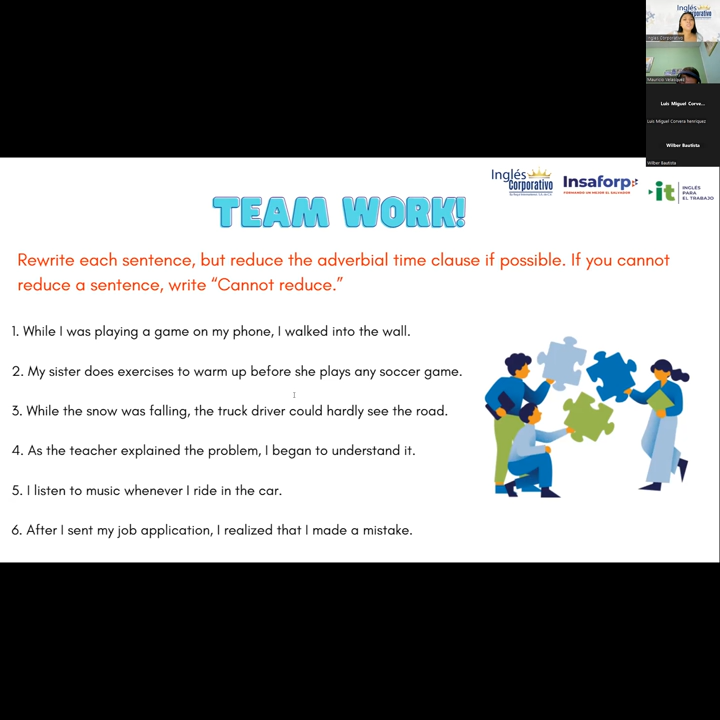 Inglés
Corporativo
Ingles Corporativo
Mauricio Velasquez
Luis Miguel Corve...
Luis Miguel Corvera henriquez
Wilber Bautista
Wilber Bautista
Inglés
Corporativo
Insaforp
FORMANDO UN MEJOR EL SALVADOR
it
INGLÉS
PARA
EL TRABAJO
TEAM WORK!
Rewrite each sentence, but reduce the adverbial time clause if possible. If you cannot
reduce a sentence, write “Cannot reduce.”
1. While I was playing a game on my phone, I walked into the wall.
2. My sister does exercises to warm up before she plays any soccer game.
3. While the snow was falling, the truck driver could hardly see the road.
4. As the teacher explained the problem, I began to understand it.
5. I listen to music whenever I ride in the car.
6. After I sent my job application, I realized that I made a mistake.